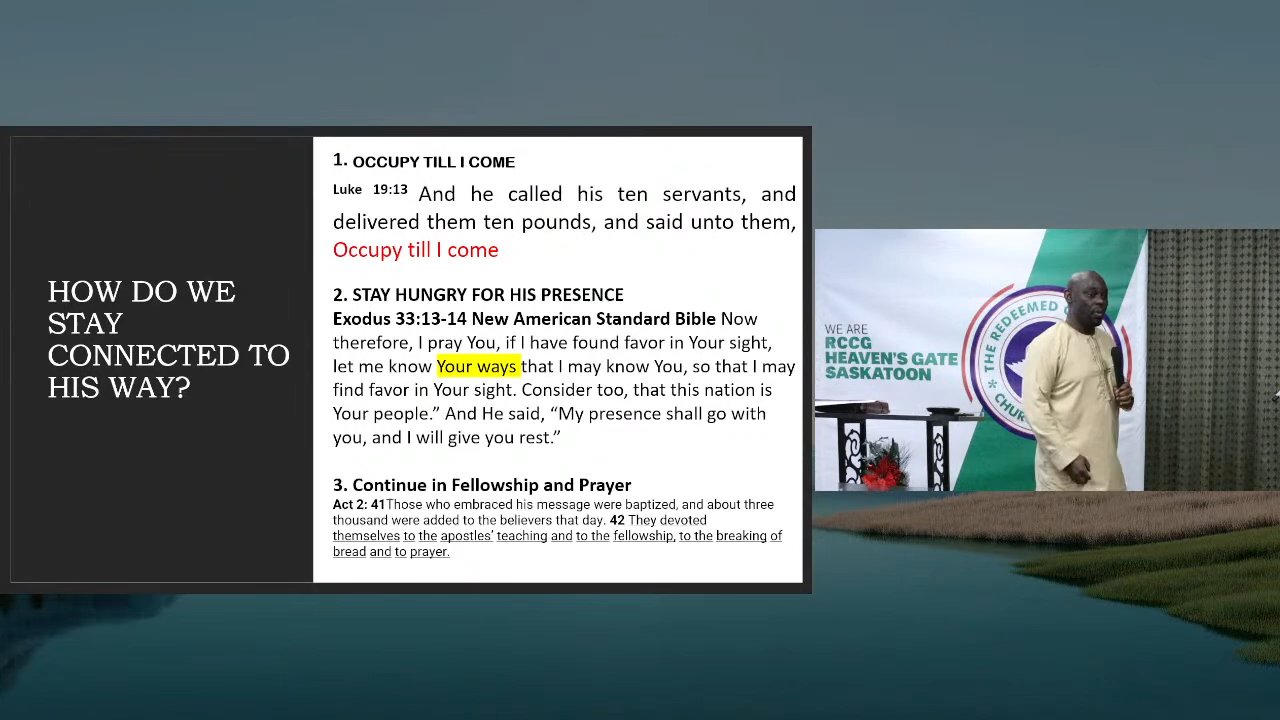 HOW DO WE
STAY
CONNECTED TO
HIS WAY?
1. OCCUPY TILL I COME
Luke 19:13 And he called his ten servants, and
delivered them ten pounds, and said unto them,
Occupy till I come
2. STAY HUNGRY FOR HIS PRESENCE
Exodus 33:13-14 New American Standard Bible Now
therefore, I pray You, if I have found favor in Your sight,
let me know Your ways that I may know You, so that I may
find favor in Your sight. Consider too, that this nation is
Your people.” And He said, “My presence shall go with
you, and I will give you rest.”
3. Continue in Fellowship and Prayer
Act 2: 41Those who embraced his message were baptized, and about three
thousand were added to the believers that day. 42 They devoted
themselves to the apostles’ teaching and to the fellowship, to the breaking of
bread and to prayer.
WE ARE
RCCG
HEAVEN'S GATE
SASKATOON
THE REDEEMED
CHUR